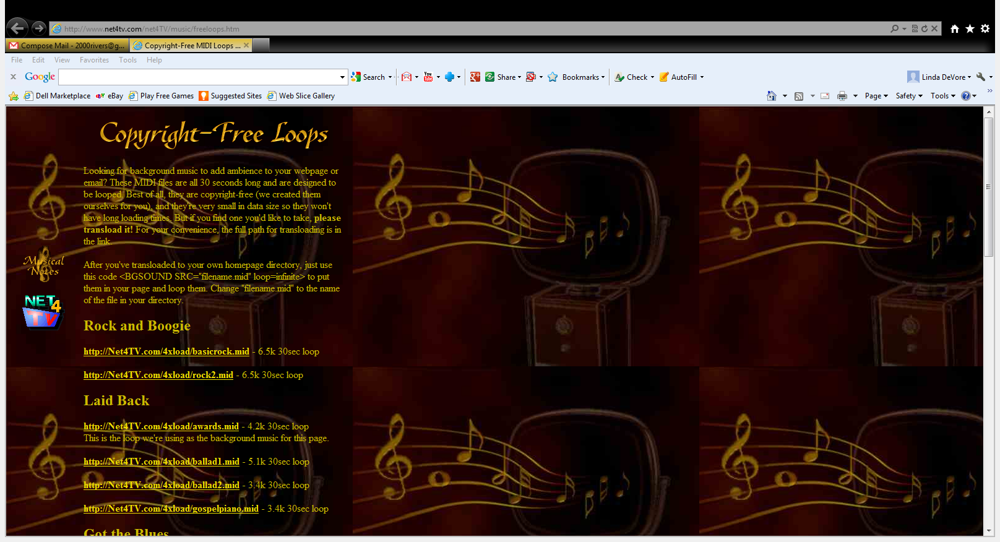 http://www.net4tv.com/net4TV/music/freeloops.htm
Compose Mail - 2000rivers@g...
Copyright-Free MIDI Loops ...
File Edit View Favorites Tools Help
Google Search Share Bookmarks Check AutoFill Linda DeVore
Dell Marketplace eBay Play Free Games Suggested Sites Web Slice Gallery Page Safety Tools
Copyright-Free Loops
Looking for background music to add ambience to your webpage or
email? These MIDI files are all 30 seconds long and are designed to
be looped. Best of all, they are copyright-free (we created them
ourselves for you), and they're very small in data size so they won't
have long loading times. But if you find one you'd like to take, please
transload it! For your convenience, the full path for transloading is in
the link.
Musical
Notes
After you've transloaded to your own homepage directory, just use
this code <BGSOUND SRC="filename.mid" loop=infinite> to put
them in your page and loop them. Change "filename.mid" to the name
of the file in your directory.
NET
4
TV
Rock and Boogie
http://Net4TV.com/4xload/basicrock.mid - 6.5k 30sec loop
http://Net4TV.com/4xload/rock2.mid - 6.5k 30sec loop
Laid Back
http://Net4TV.com/4xload/awards.mid - 4.2k 30sec loop
This is the loop we're using as the background music for this page.
http://Net4TV.com/4xload/ballad1.mid - 5.1k 30sec loop
http://Net4TV.com/4xload/ballad2.mid - 3.4k 30sec loop
http://Net4TV.com/4xload/gospelpiano.mid - 3.4k 30sec loop
Got the Blues